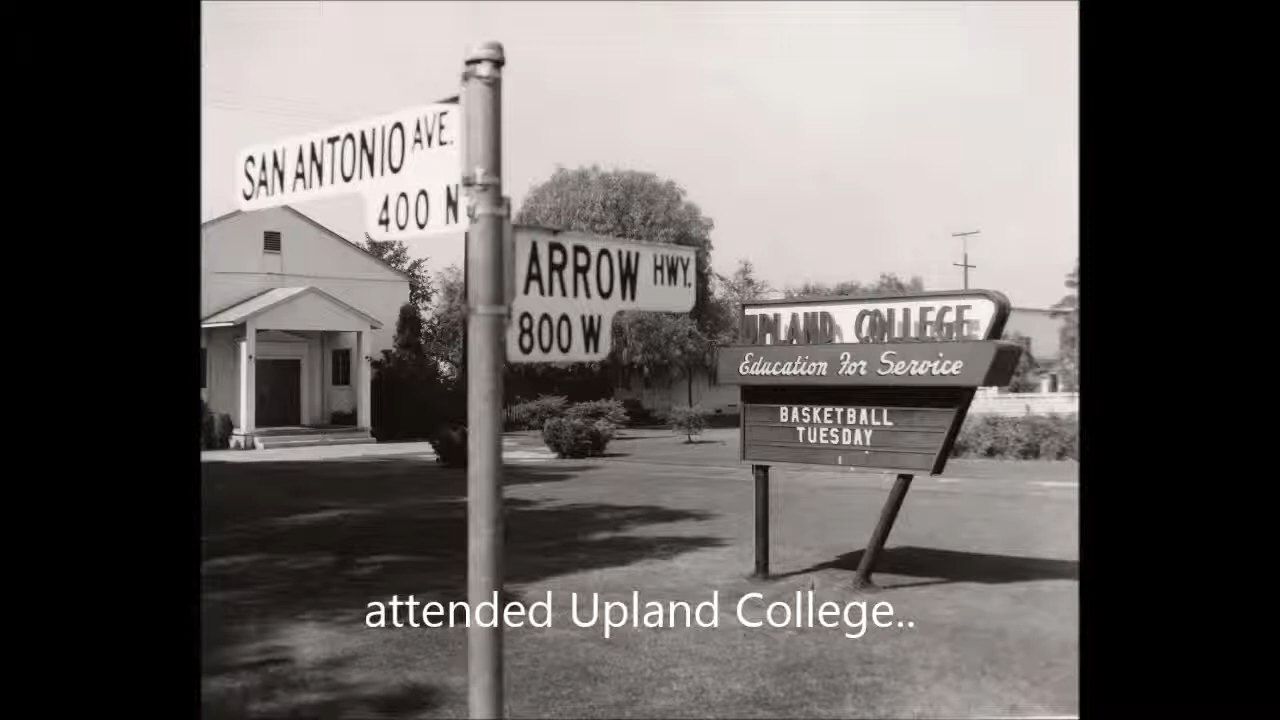 SAN ANTONIO AVE.
400 N
ARROW HWY.
800 W
UPLAND COLLEGE
Education For Service
BASKETBALL
TUESDAY
attended Upland College..